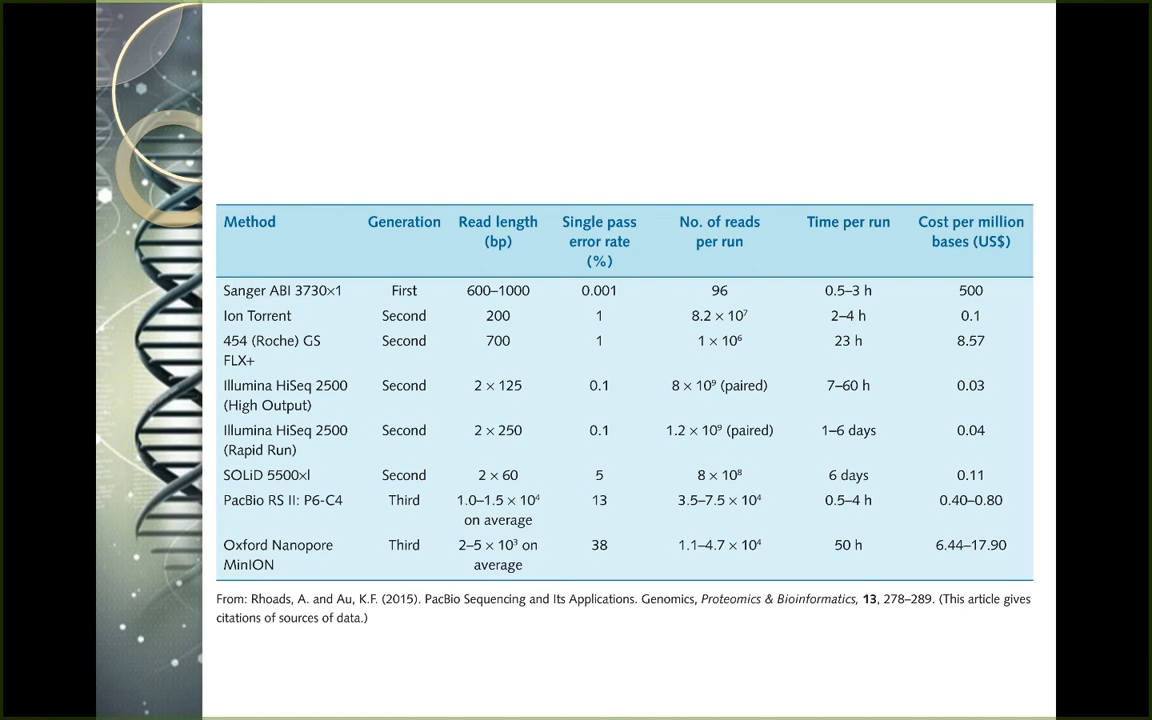 Method Generation Read length (bp) Single pass error rate (%) No. of reads per run Time per run Cost per million bases (US$)
Sanger ABI 3730×1 First 600–1000 0.001 96 0.5–3 h 500
Ion Torrent Second 200 1 8.2 × 10⁷ 2–4 h 0.1
454 (Roche) GS FLX+ Second 700 1 1 × 10⁶ 23 h 8.57
Illumina HiSeq 2500 (High Output) Second 2 × 125 0.1 8 × 10⁹ (paired) 7–60 h 0.03
Illumina HiSeq 2500 (Rapid Run) Second 2 × 250 0.1 1.2 × 10⁹ (paired) 1–6 days 0.04
SOLiD 5500×l Second 2 × 60 5 8 × 10⁸ 6 days 0.11
PacBio RS II: P6-C4 Third 1.0–1.5 × 10⁴ on average 13 3.5–7.5 × 10⁴ 0.5–4 h 0.40–0.80
Oxford Nanopore MinION Third 2–5 × 10³ on average 38 1.1–4.7 × 10⁴ 50 h 6.44–17.90
From: Rhoads, A. and Au, K.F. (2015). PacBio Sequencing and Its Applications. Genomics, Proteomics & Bioinformatics, 13, 278–289. (This article gives
citations of sources of data.)